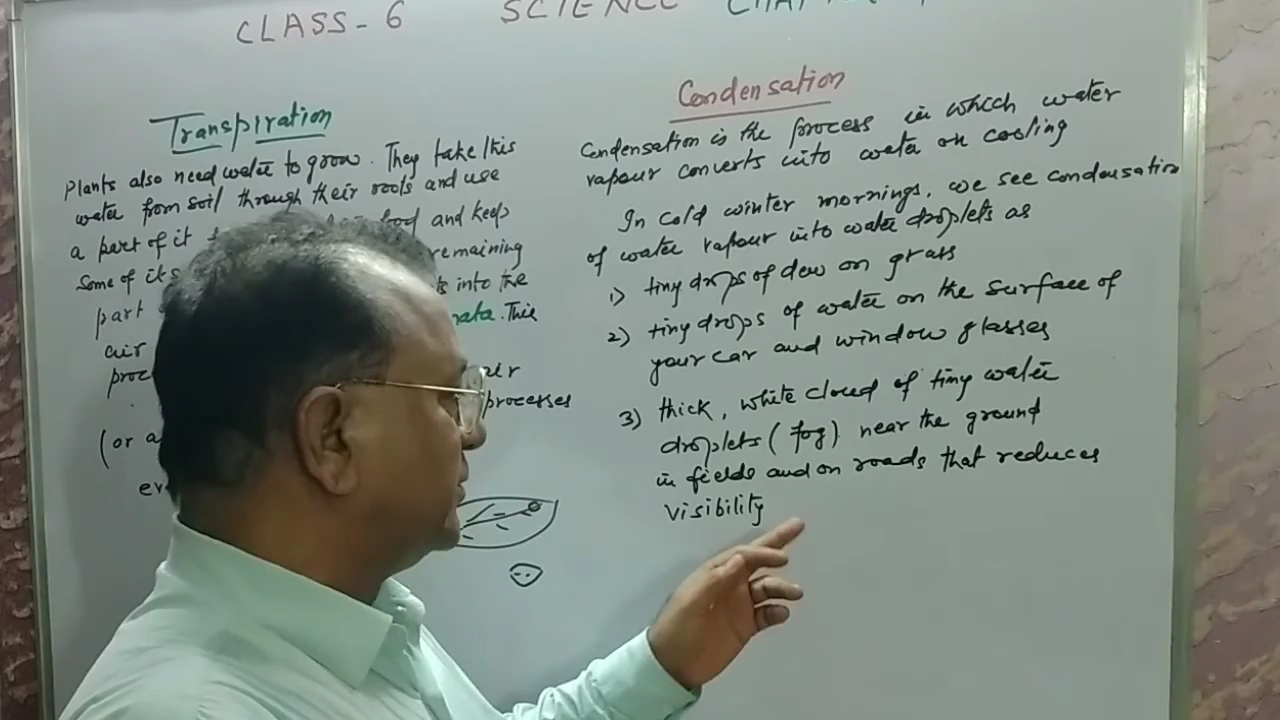 CLASS - 6 SCIENCE
Transpiration
Plants also need water to grow. They take this
water from soil through their roots and use
a part of it food and keep
some of its remaining
part into the
air This
processes
(or a
Condensation
Condensation is the process in which water
vapour converts into water on cooling
In cold winter mornings, we see condensation
of water vapour into water droplets as
1) tiny drops of dew on grass
2) tiny drops of water on the surface of
your car and window glasses
3) thick, white cloud of tiny water
droplets (fog) near the ground
in fields and on roads that reduces
visibility